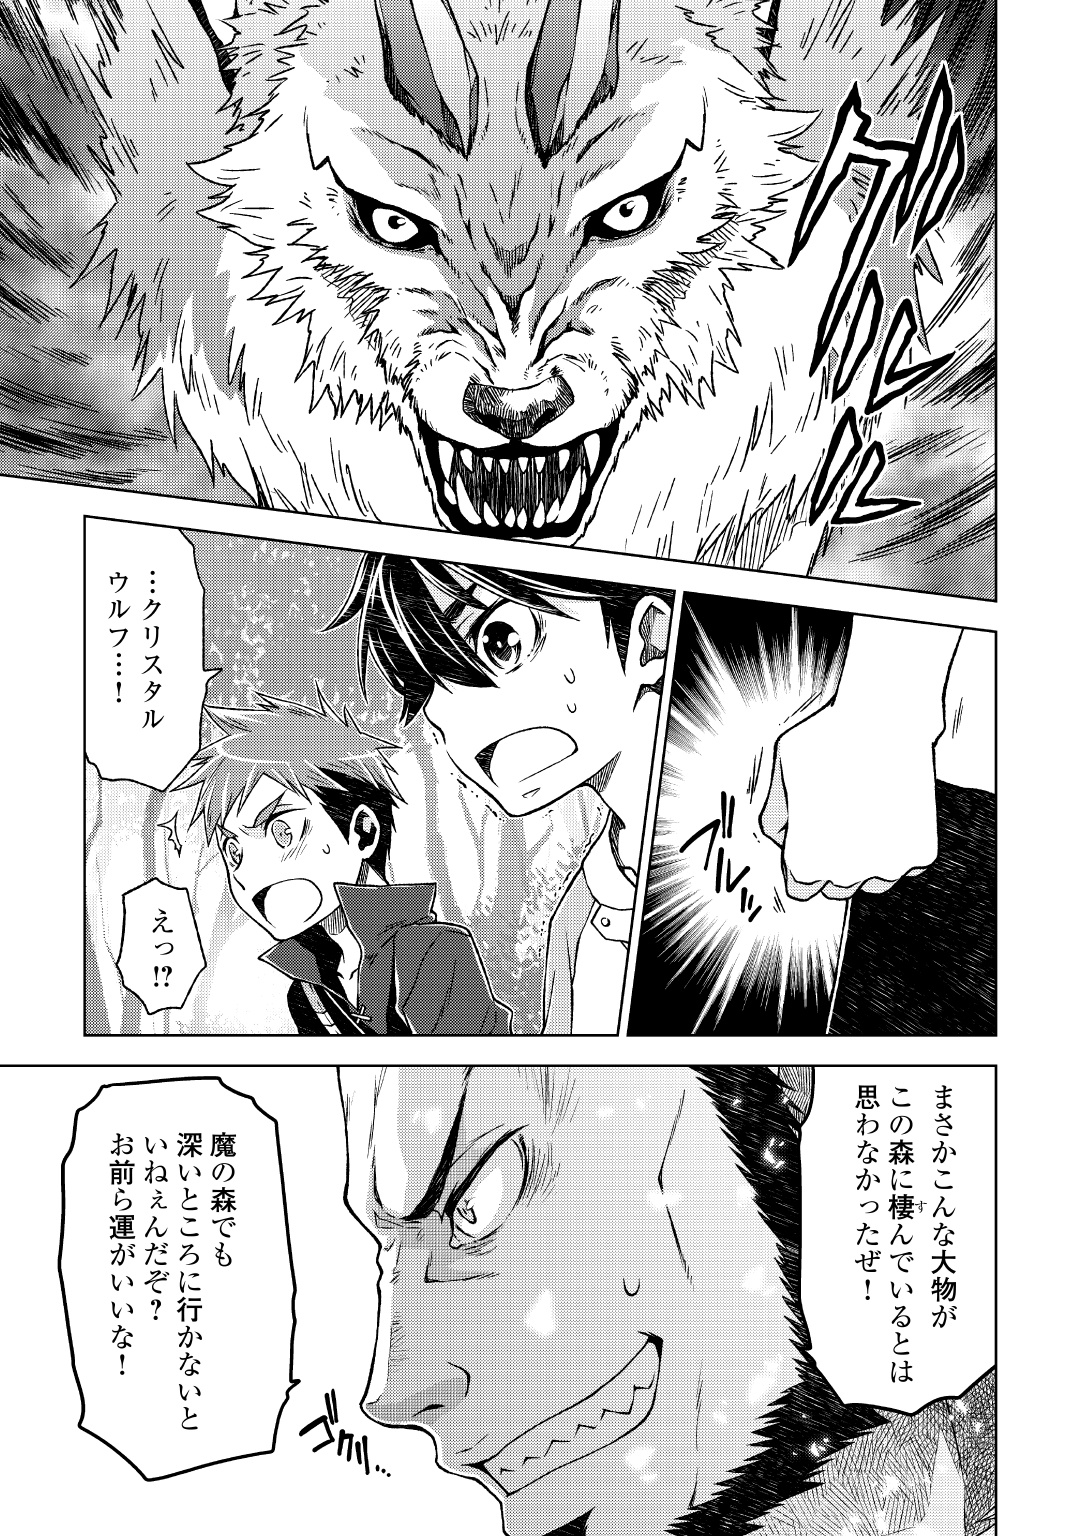 グルルルル
ブルルッ
…クリスタル
ウルフ…！
えっ!?
まさかこんな大物が
この森に棲んでいるとは
す
思わなかったぜ！
魔の森でも
深いところに行かないと
いねぇんだぞ？
お前ら運がいいな！
ゴクリ…